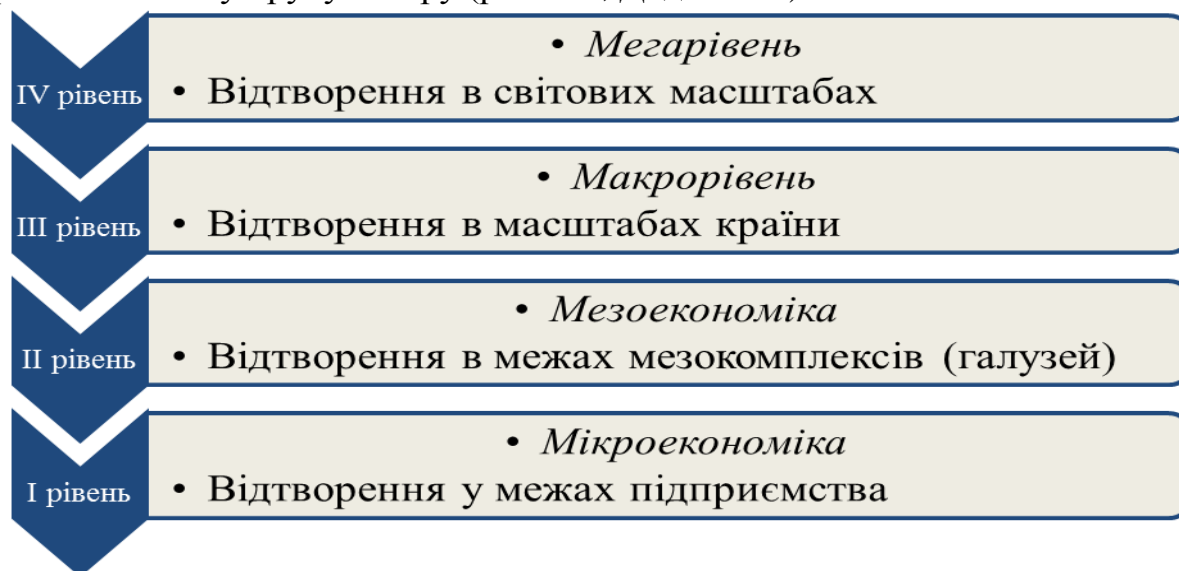 IV рівень
• Мегарівень
• Відтворення в світових масштабах
III рівень
• Макрорівень
• Відтворення в масштабах країни
II рівень
• Мезоекономіка
• Відтворення в межах мезокомплексів (галузей)
I рівень
• Мікроекономіка
• Відтворення у межах підприємства